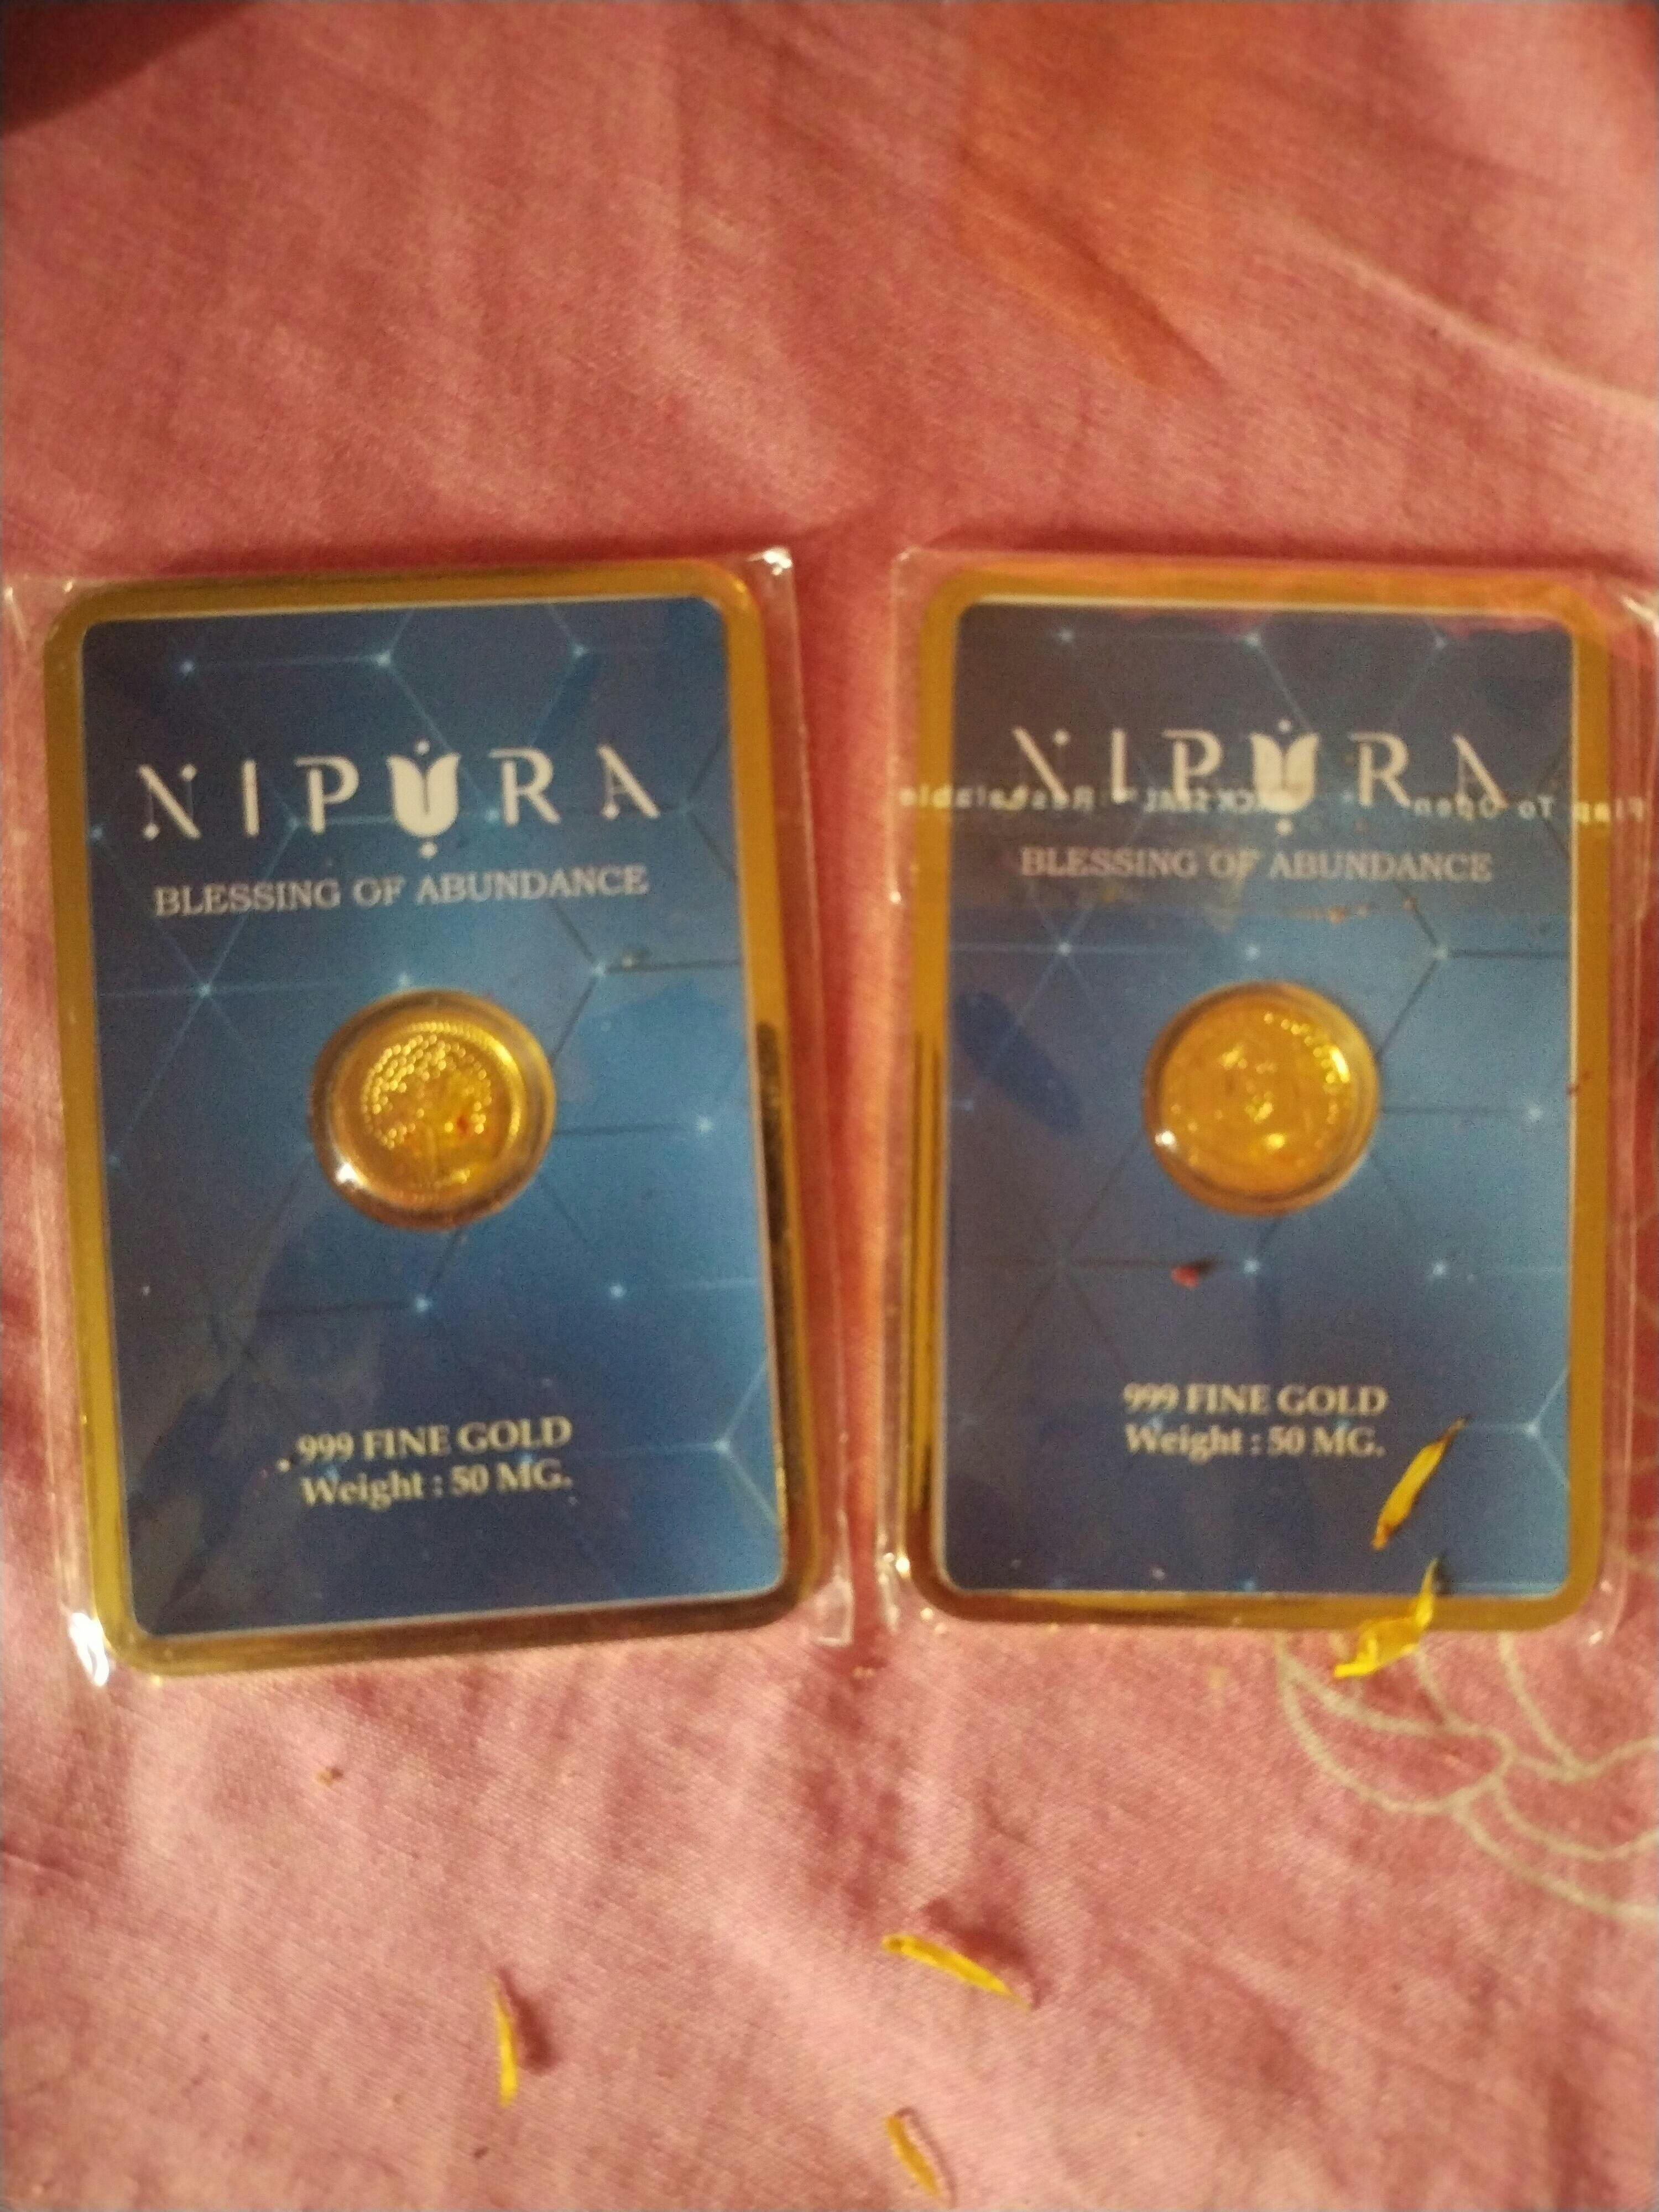 NIPURA
BLESSING OF ABUNDANCE
999 FINE GOLD
Weight : 50 MG.
NIPURA
BLESSING OF ABUNDANCE
999 FINE GOLD
Weight : 50 MG.